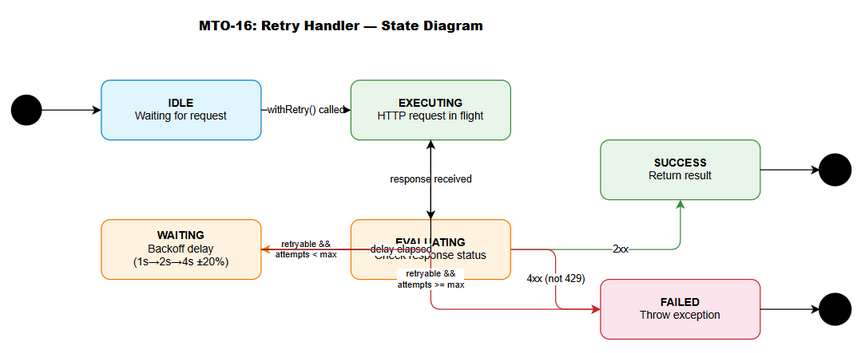 MTO-16: Retry Handler — State Diagram
IDLE
Waiting for request
withRetry() called
EXECUTING
HTTP request in flight
response received
SUCCESS
Return result
WAITING
Backoff delay
(1s→2s→4s ±20%)
retryable &&
attempts < max
EVALUATING
delay elapsed
Check response status
2xx
retryable &&
attempts >= max
4xx (not 429)
FAILED
Throw exception